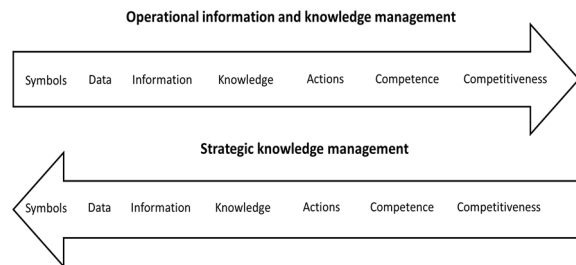 Operational information and knowledge management
Symbols Data Information Knowledge Actions Competence Competitiveness
Strategic knowledge management
Symbols Data Information Knowledge Actions Competence Competitiveness